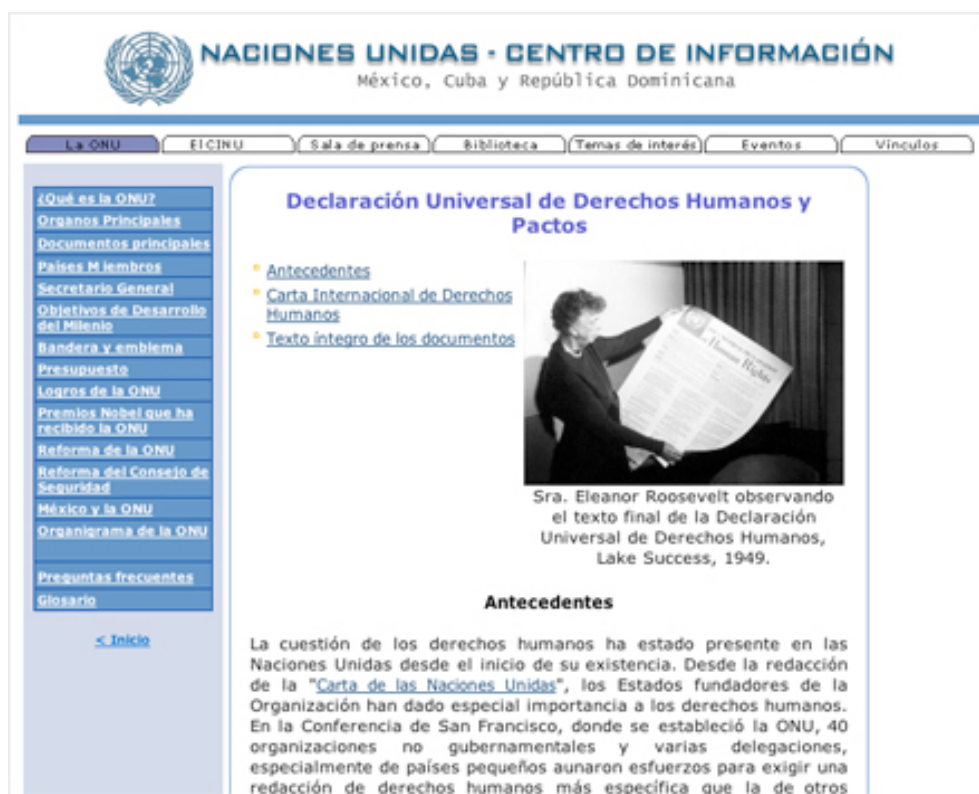 NACIONES UNIDAS - CENTRO DE INFORMACIÓN
México, Cuba y República Dominicana
La ONU
El CINU
Sala de prensa
Biblioteca
Temas de interés
Eventos
Vínculos
¿Qué es la ONU?
Organos Principales
Documentos principales
Países Miembros
Secretario General
Objetivos de Desarrollo
del Milenio
Bandera y emblema
Presupuesto
Logros de la ONU
Premios Nobel que ha
recibido la ONU
Reforma de la ONU
Reforma del Consejo de
Seguridad
México y la ONU
Organigrama de la ONU
Preguntas frecuentes
Glosario
< Inicio
Declaración Universal de Derechos Humanos y
Pactos
Antecedentes
Carta Internacional de Derechos
Humanos
Texto íntegro de los documentos
Human Rights
Sra. Eleanor Roosevelt observando
el texto final de la Declaración
Universal de Derechos Humanos,
Lake Success, 1949.
Antecedentes
La cuestión de los derechos humanos ha estado presente en las
Naciones Unidas desde el inicio de su existencia. Desde la redacción
de la "Carta de las Naciones Unidas", los Estados fundadores de la
Organización han dado especial importancia a los derechos humanos.
En la Conferencia de San Francisco, donde se estableció la ONU, 40
organizaciones no gubernamentales y varias delegaciones,
especialmente de países pequeños aunaron esfuerzos para exigir una
redacción de derechos humanos más específica que la de otros